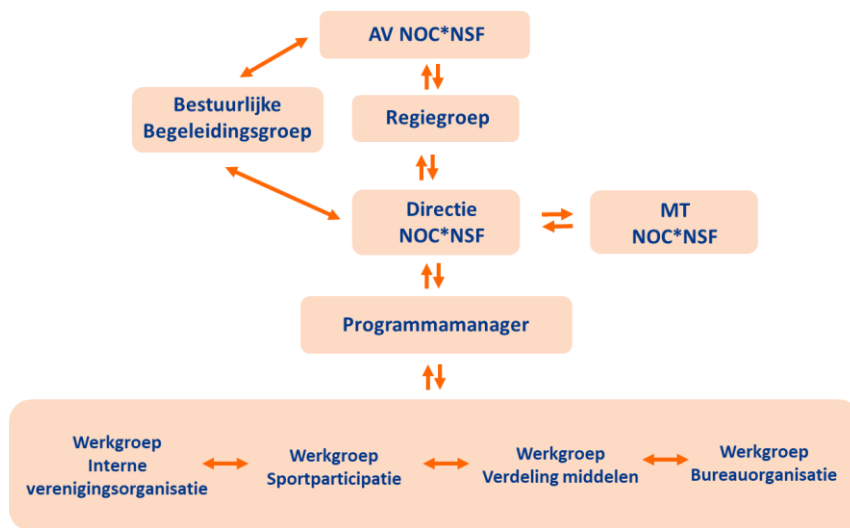 AV NOC*NSF
Bestuurlijke
Begeleidingsgroep
Regiegroep
Directie
NOC*NSF
MT
NOC*NSF
Programmamanager
Werkgroep
Interne
verenigingsorganisatie
Werkgroep
Sportparticipatie
Werkgroep
Verdeling middelen
Werkgroep
Bureauorganisatie